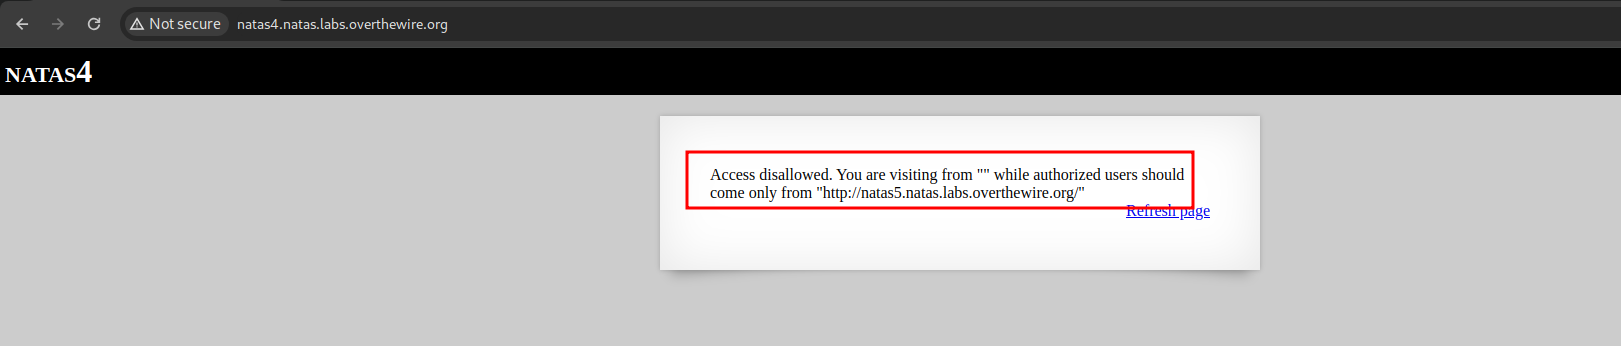 Not secure natas4.natas.labs.overthewire.org
NATAS4
Access disallowed. You are visiting from "" while authorized users should
come only from "http://natas5.natas.labs.overthewire.org/"
Refresh page